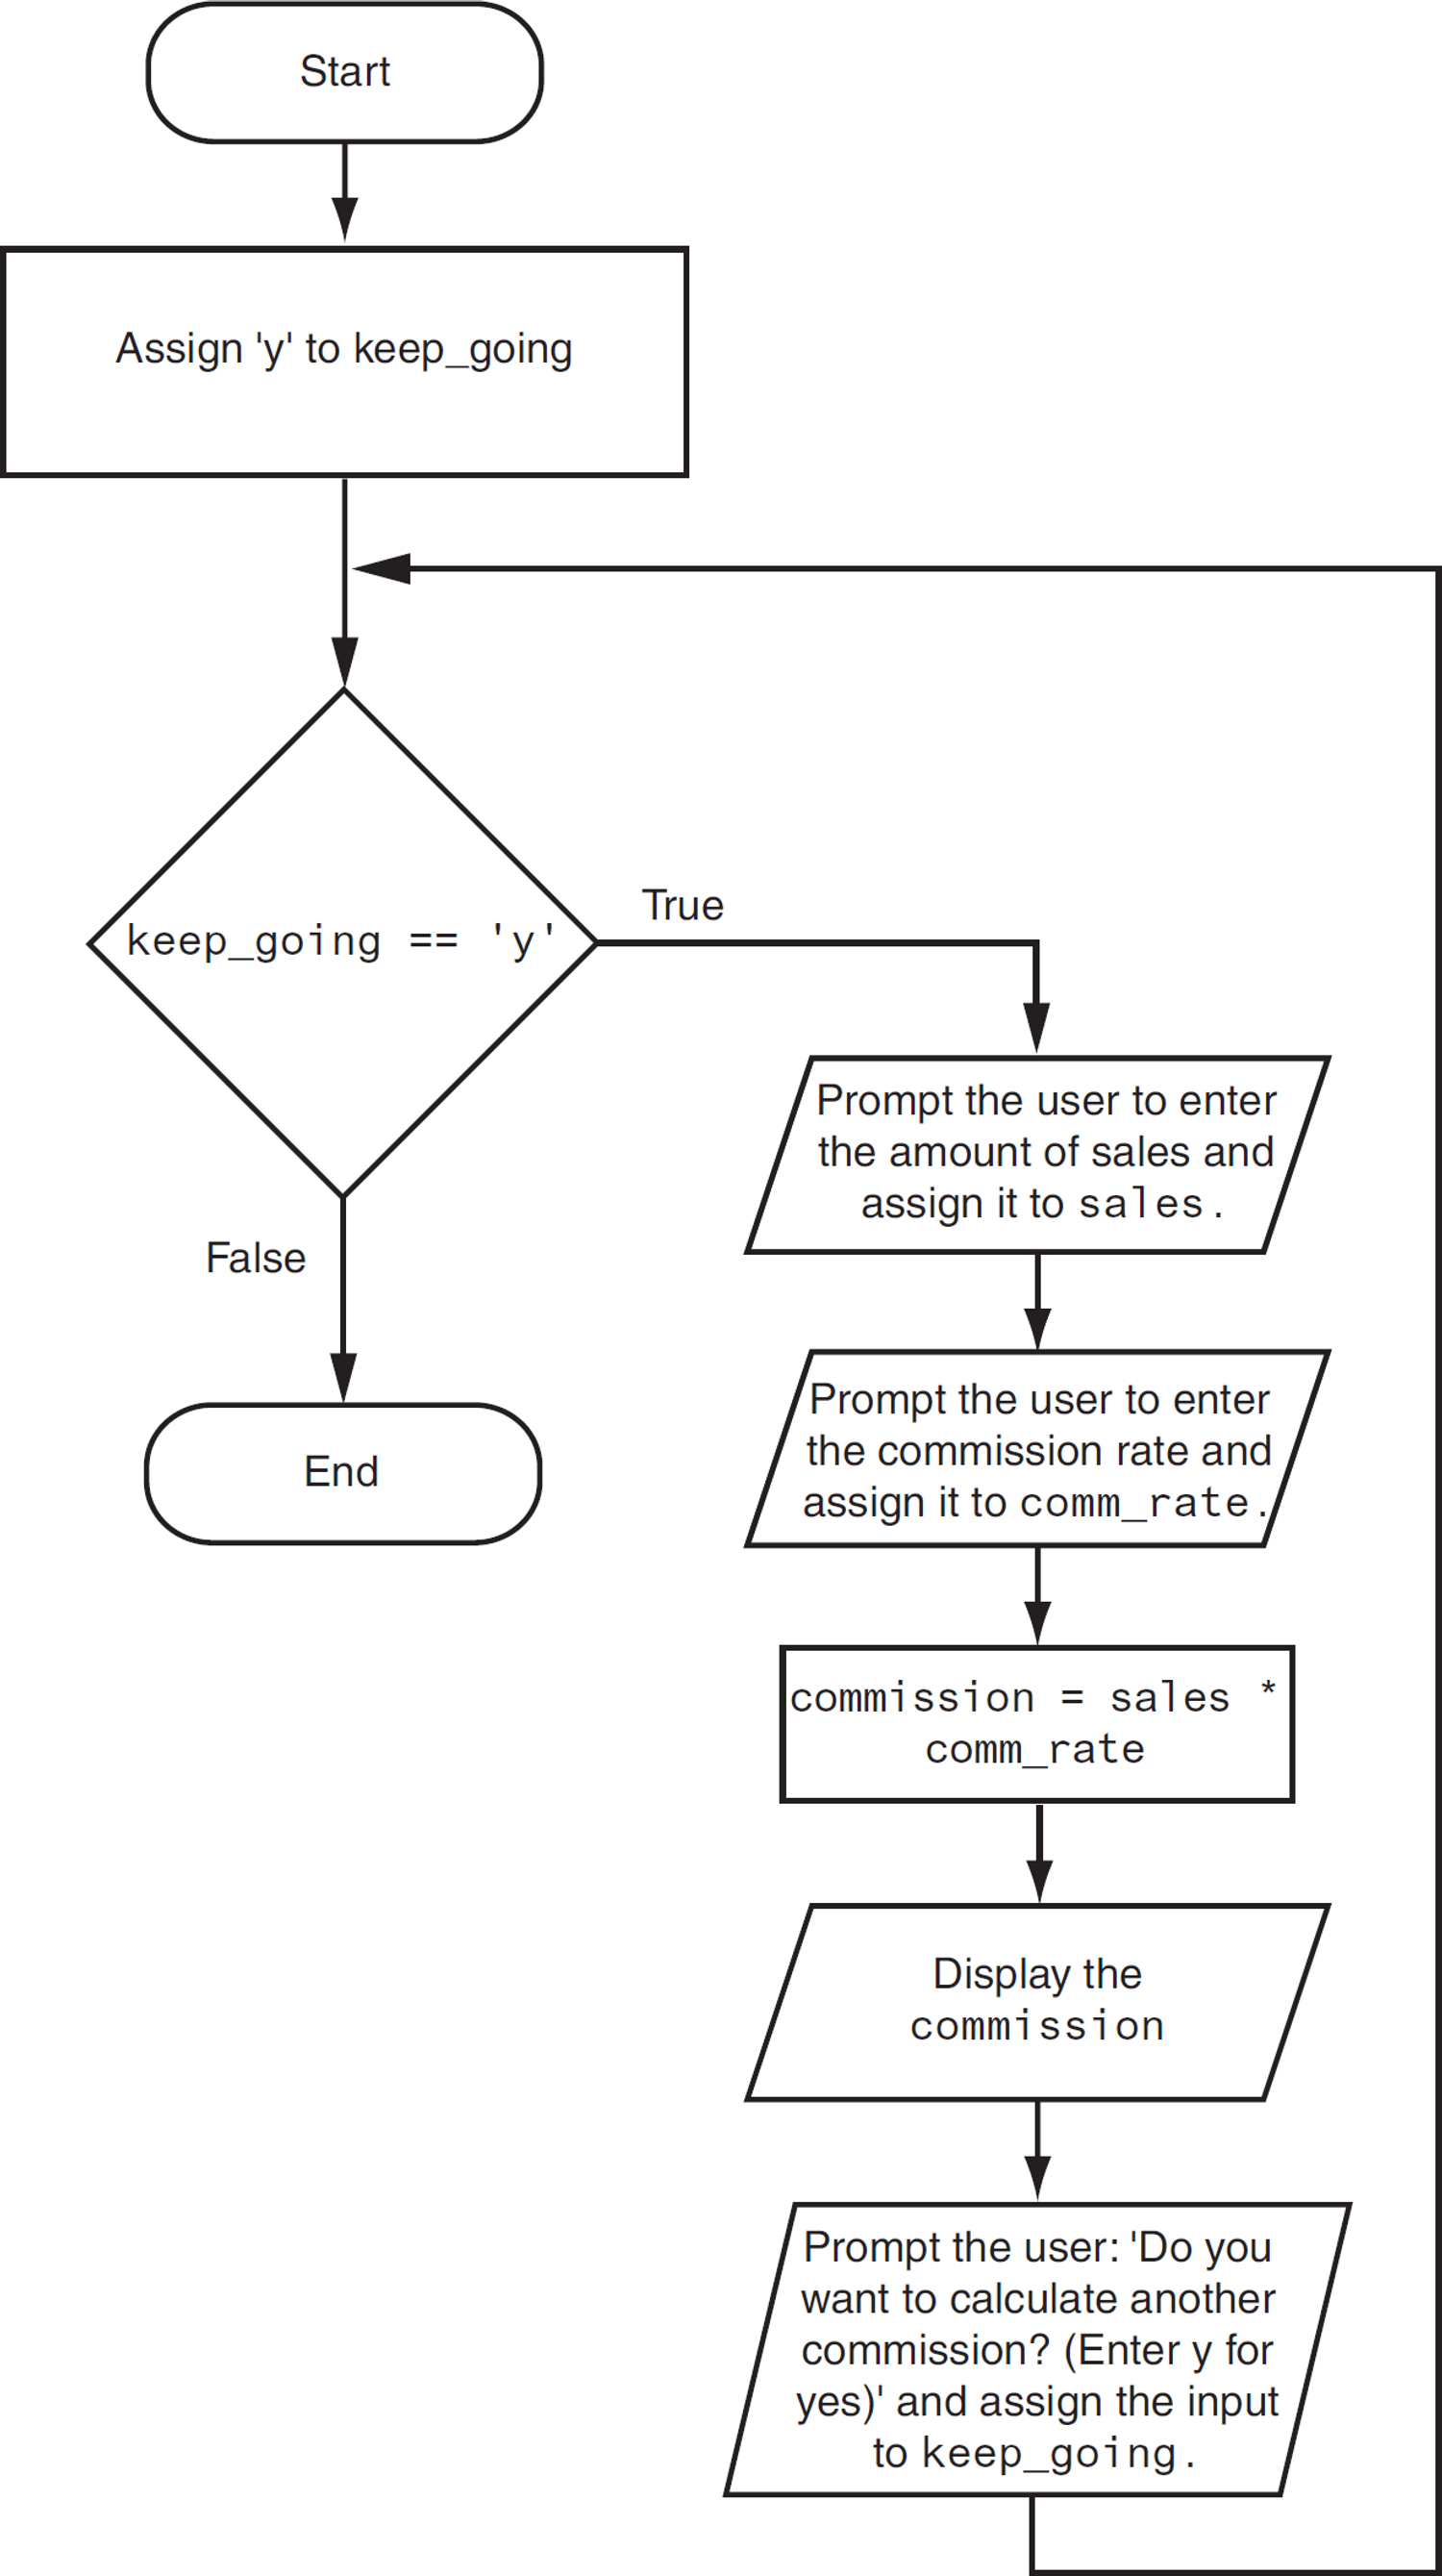 Start
Assign 'y' to keep_going
keep_going == 'y'
True
False
End
Prompt the user to enter
the amount of sales and
assign it to sales.
Prompt the user to enter
the commission rate and
assign it to comm_rate.
commission = sales *
comm_rate
Display the
commission
Prompt the user: 'Do you
want to calculate another
commission? (Enter y for
yes)' and assign the input
to keep_going.